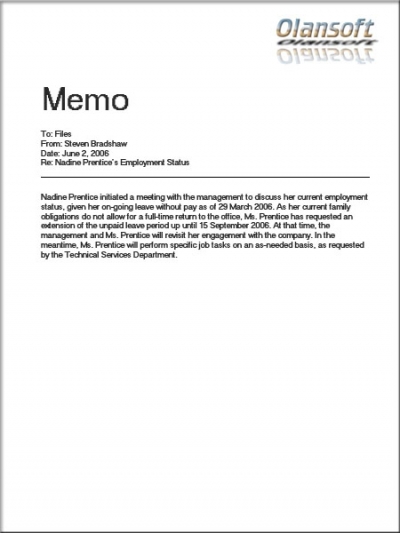 Olansoft
Memo
To: Files
From: Steven Bradshaw
Date: June 2, 2006
Re: Nadine Prentice's Employment Status
Nadine Prentice initiated a meeting with the management to discuss her current employment
status, given her on-going leave without pay as of 29 March 2006. As her current family
obligations do not allow for a full-time return to the office, Ms. Prentice has requested an
extension of the unpaid leave period up until 15 September 2006. At that time, the
management and Ms. Prentice will revisit her engagement with the company. In the
meantime, Ms. Prentice will perform specific job tasks on an as-needed basis, as requested
by the Technical Services Department.